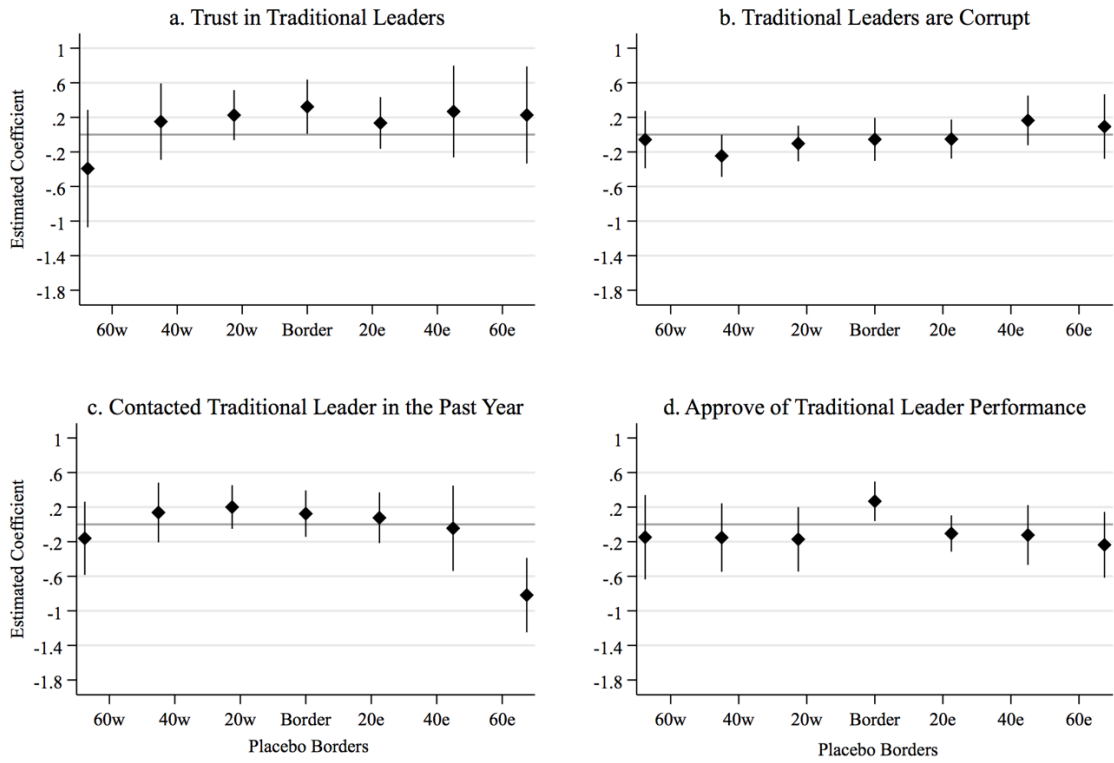 a. Trust in Traditional Leaders
Estimated Coefficient
1
.6
.2
-.2
-.6
-1
-1.4
-1.8
60w 40w 20w Border 20e 40e 60e
b. Traditional Leaders are Corrupt
1
.6
.2
-.2
-.6
-1
-1.4
-1.8
60w 40w 20w Border 20e 40e 60e
c. Contacted Traditional Leader in the Past Year
Estimated Coefficient
1
.6
.2
-.2
-.6
-1
-1.4
-1.8
60w 40w 20w Border 20e 40e 60e
Placebo Borders
d. Approve of Traditional Leader Performance
1
.6
.2
-.2
-.6
-1
-1.4
-1.8
60w 40w 20w Border 20e 40e 60e
Placebo Borders